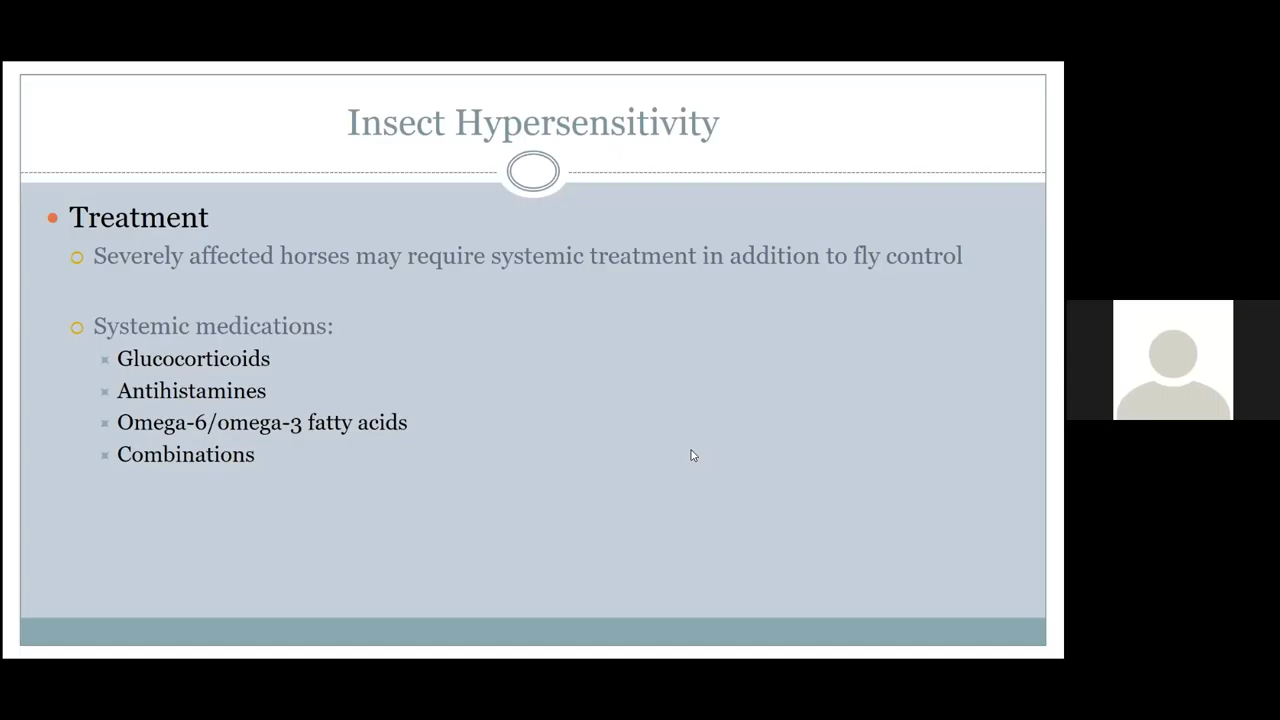 Insect Hypersensitivity
Treatment
Severely affected horses may require systemic treatment in addition to fly control
Systemic medications:
Glucocorticoids
Antihistamines
Omega-6/omega-3 fatty acids
Combinations